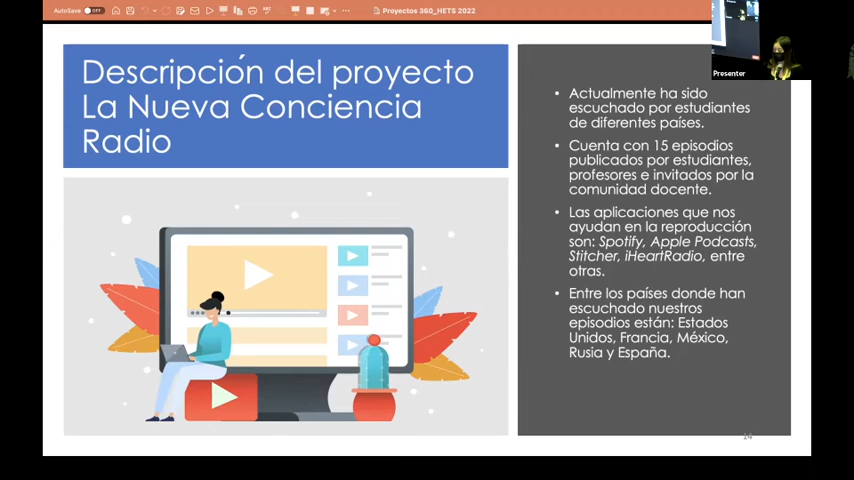 AutoSave OFF
Proyectos 360_HETS 2022
Presenter
Descripción del proyecto
La Nueva Conciencia
Radio
• Actualmente ha sido
escuchado por estudiantes
de diferentes países.
• Cuenta con 15 episodios
publicados por estudiantes,
profesores e invitados por la
comunidad docente.
• Las aplicaciones que nos
ayudan en la reproducción
son: Spotify, Apple Podcasts,
Stitcher, iHeartRadio, entre
otras.
• Entre los países donde han
escuchado nuestros
episodios están: Estados
Unidos, Francia, México,
Rusia y España.
14